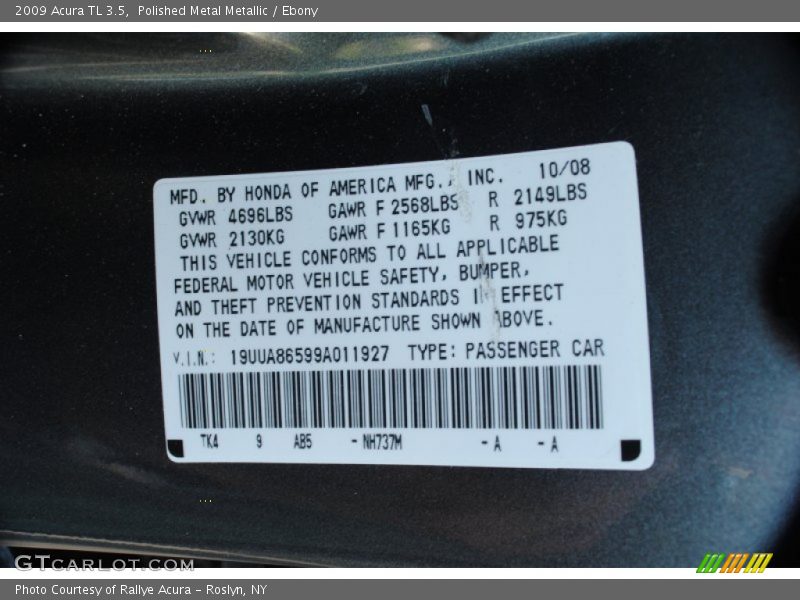 2009 Acura TL 3.5, Polished Metal Metallic / Ebony
MFD. BY HONDA OF AMERICA MFG., INC. 10/08
GVWR 4696LBS GAWR F 2568LBS R 2149LBS
GVWR 2130KG GAWR F 1165KG R 975KG
THIS VEHICLE CONFORMS TO ALL APPLICABLE
FEDERAL MOTOR VEHICLE SAFETY, BUMPER,
AND THEFT PREVENTION STANDARDS IN EFFECT
ON THE DATE OF MANUFACTURE SHOWN ABOVE.
V.I.N.: 19UUA86599A011927 TYPE: PASSENGER CAR
TK4 9 AB5 - NH737M - A - A
GTCARLOT.COM
Photo Courtesy of Rallye Acura - Roslyn, NY